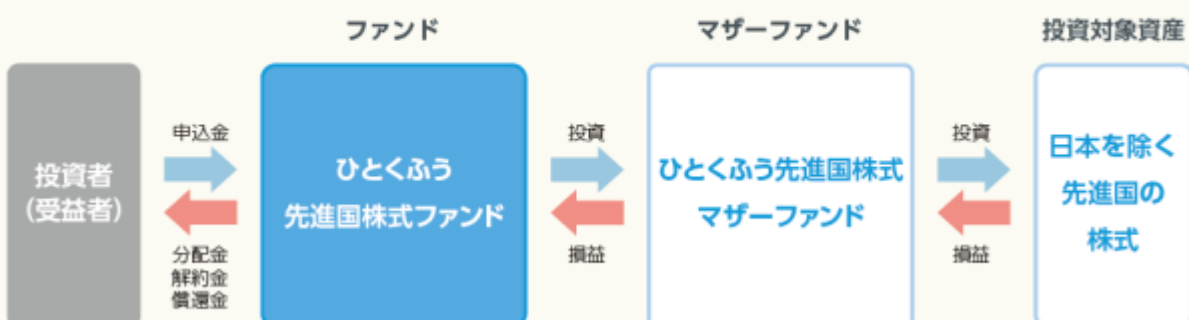 ファンド
マザーファンド
投資対象資産
投資者
(受益者)
申込金
分配金
解約金
償還金
ひとくふう
先進国株式ファンド
投資
損益
ひとくふう先進国株式
マザーファンド
投資
損益
日本を除く
先進国の
株式